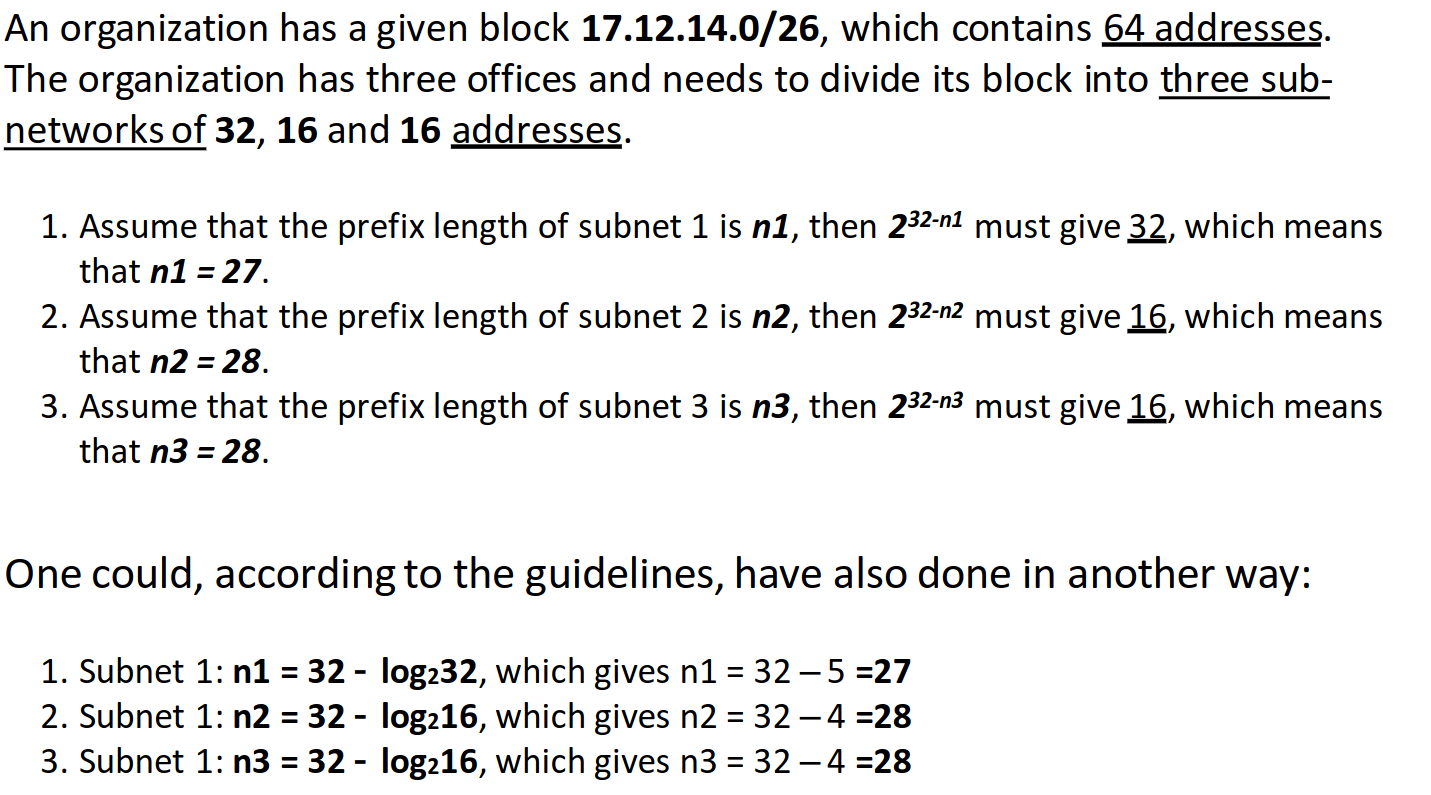 An organization has a given block 17.12.14.0/26, which contains 64 addresses.
The organization has three offices and needs to divide its block into three sub-
networks of 32, 16 and 16 addresses.
1. Assume that the prefix length of subnet 1 is n1, then 2^32-n1 must give 32, which means
that n1 = 27.
2. Assume that the prefix length of subnet 2 is n2, then 2^32-n2 must give 16, which means
that n2 = 28.
3. Assume that the prefix length of subnet 3 is n3, then 2^32-n3 must give 16, which means
that n3 = 28.
One could, according to the guidelines, have also done in another way:
1. Subnet 1: n1 = 32 - log₂32, which gives n1 = 32 – 5 =27
2. Subnet 1: n2 = 32 - log₂16, which gives n2 = 32 – 4 =28
3. Subnet 1: n3 = 32 - log₂16, which gives n3 = 32 – 4 =28